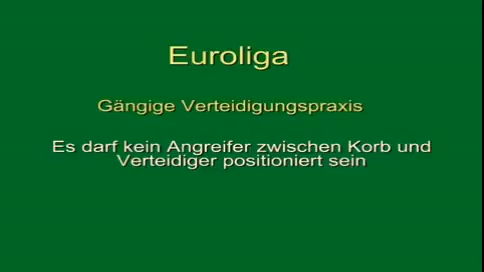 Euroliga
Gängige Verteidigungspraxis
Es darf kein Angreifer zwischen Korb und
Verteidiger positioniert sein